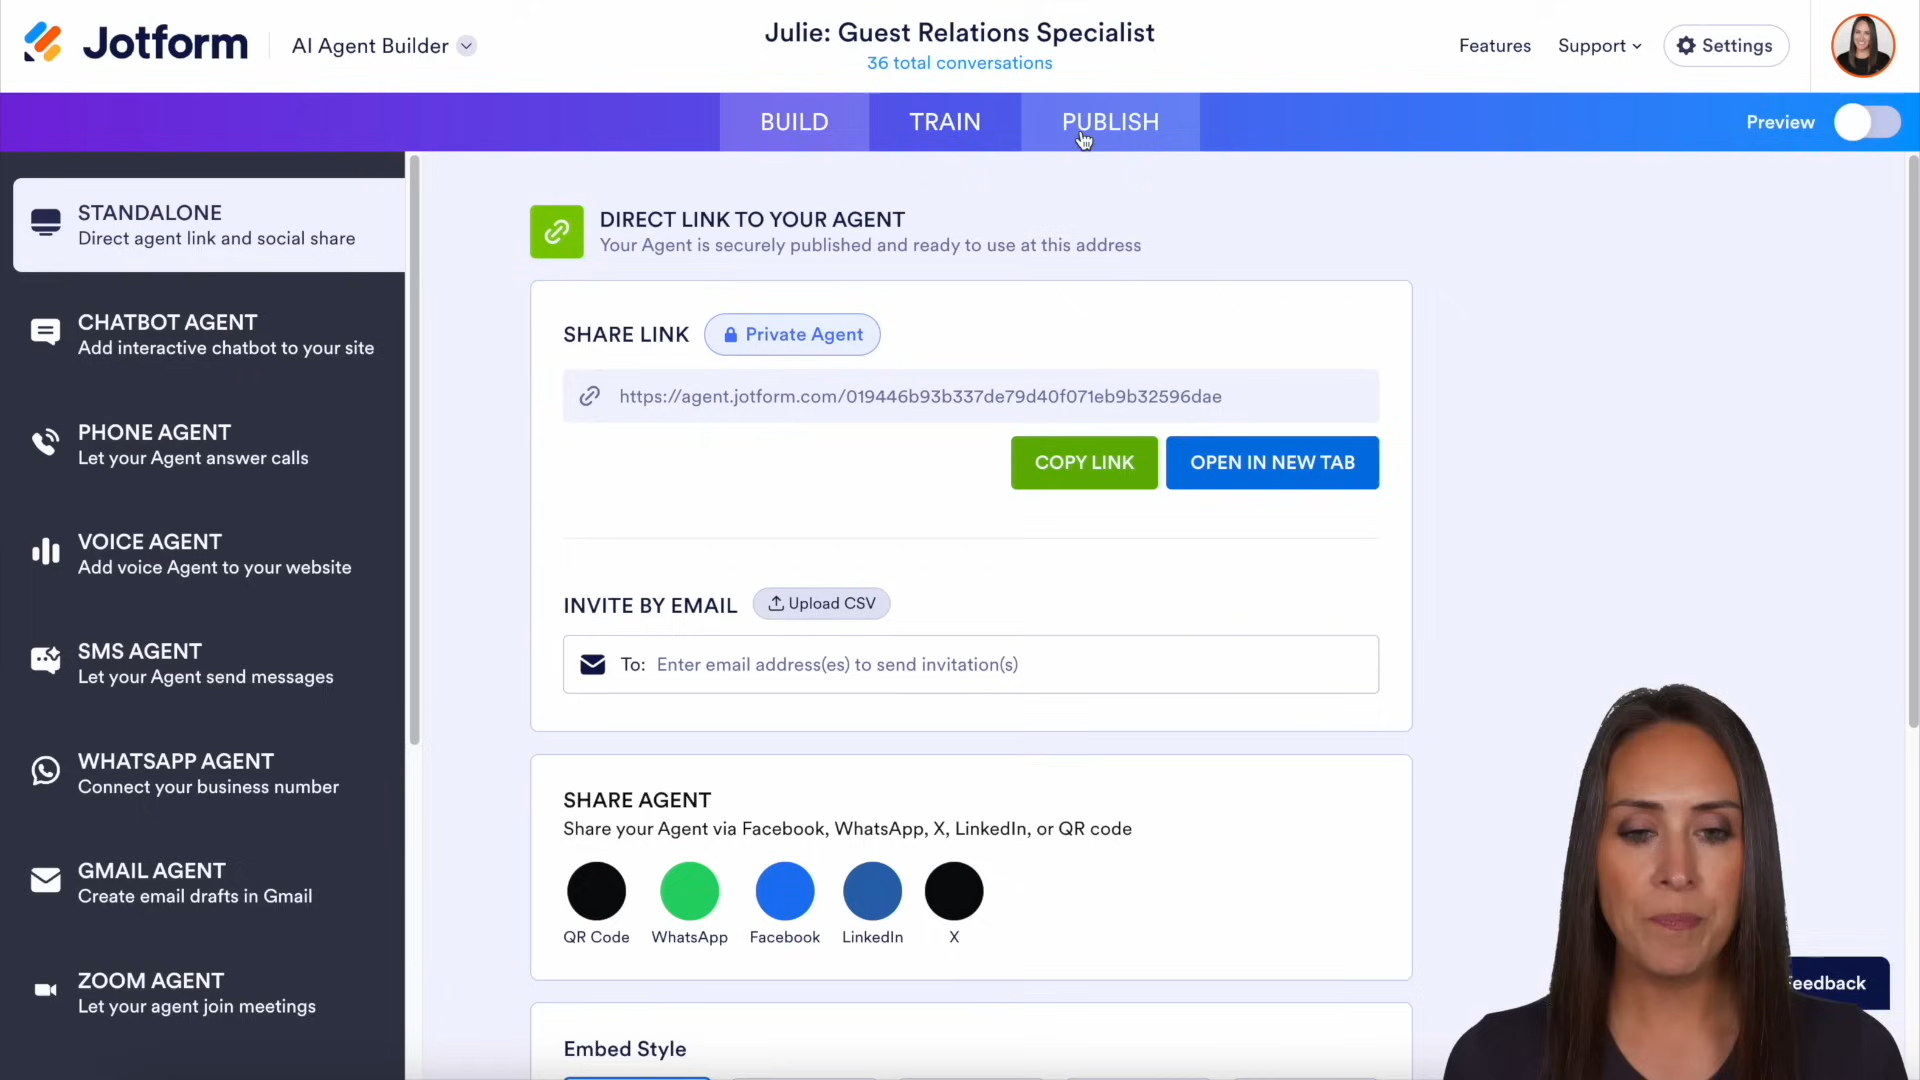 Jotform
AI Agent Builder
Julie: Guest Relations Specialist
36 total conversations
Features
Support
Settings
BUILD
TRAIN
PUBLISH
Preview
STANDALONE
Direct agent link and social share
CHATBOT AGENT
Add interactive chatbot to your site
PHONE AGENT
Let your Agent answer calls
VOICE AGENT
Add voice Agent to your website
SMS AGENT
Let your Agent send messages
WHATSAPP AGENT
Connect your business number
GMAIL AGENT
Create email drafts in Gmail
ZOOM AGENT
Let your agent join meetings
DIRECT LINK TO YOUR AGENT
Your Agent is securely published and ready to use at this address
SHARE LINK
Private Agent
https://agent.jotform.com/019446b93b337de79d40f071eb9b32596dae
COPY LINK
OPEN IN NEW TAB
INVITE BY EMAIL
Upload CSV
To: Enter email address(es) to send invitation(s)
SHARE AGENT
Share your Agent via Facebook, WhatsApp, X, LinkedIn, or QR code
QR Code
WhatsApp
Facebook
LinkedIn
X
Embed Style
eedback